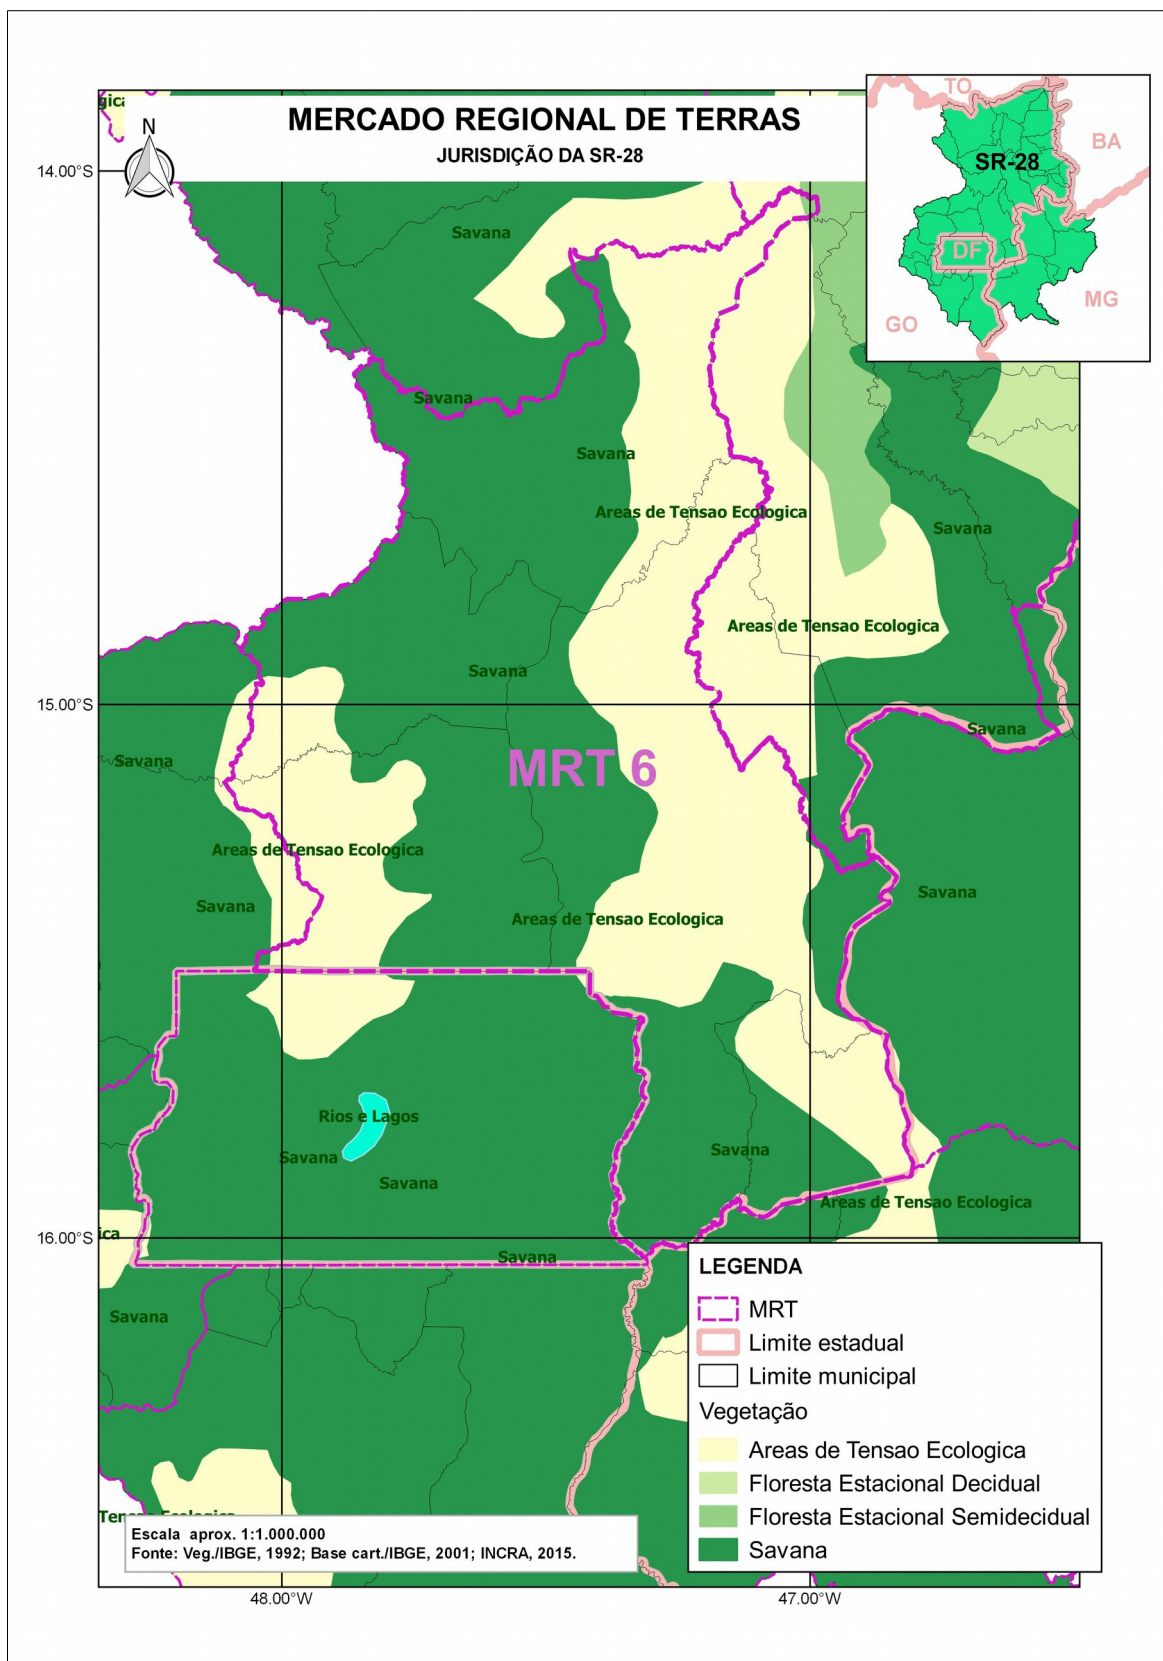 gica
MERCADO REGIONAL DE TERRAS
JURISDIÇÃO DA SR-28
N
TO
BA
SR-28
DF
MG
GO
14.00°S
Savana
Savana
Savana
Areas de Tensao Ecologica
Savana
Areas de Tensao Ecologica
Savana
15.00°S
Savana
Savana
MRT 6
Areas de Tensao Ecologica
Savana
Savana
Areas de Tensao Ecologica
Rios e Lagos
Savana
Savana
Savana
Areas de Tensao Ecologica
ica
16.00°S
Savana
Savana
LEGENDA
MRT
Limite estadual
Limite municipal
Vegetação
Areas de Tensao Ecologica
Floresta Estacional Decidual
Floresta Estacional Semidecidual
Savana
Tensao Ecologica
Escala aprox. 1:1.000.000
Fonte: Veg./IBGE, 1992; Base cart./IBGE, 2001; INCRA, 2015.
48.00°W
47.00°W